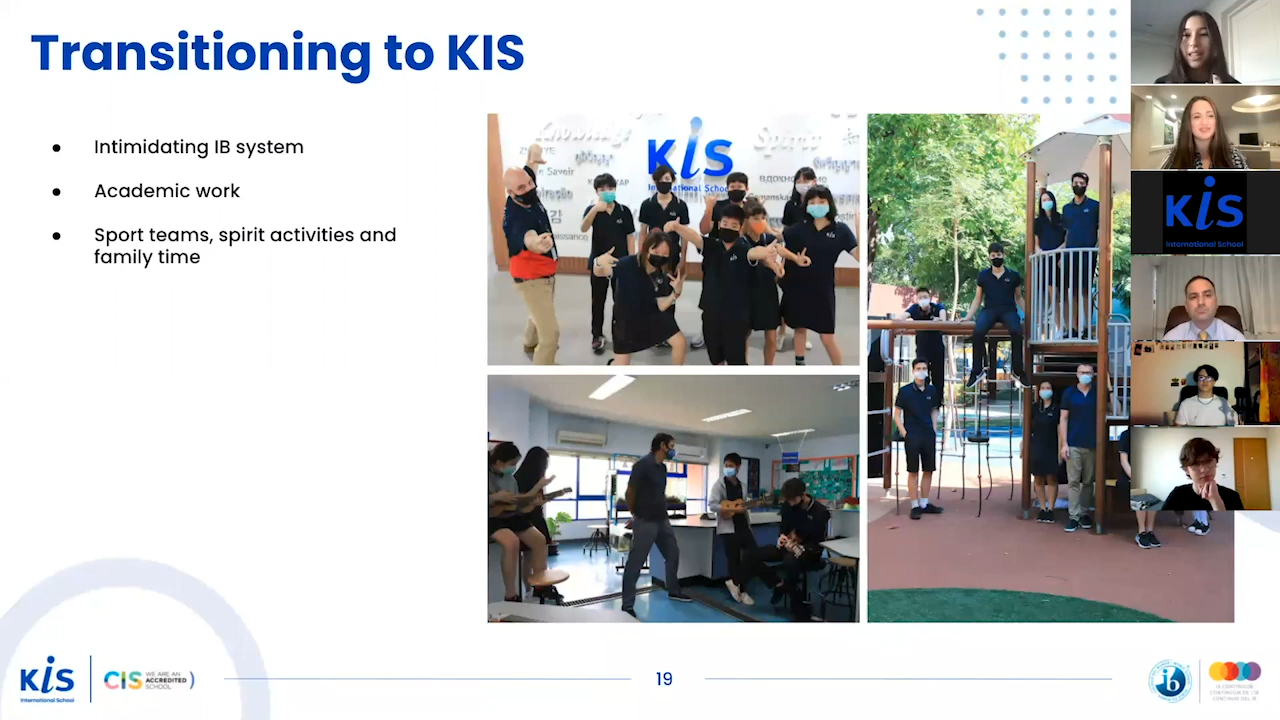 Transitioning to KIS
Intimidating IB system
Academic work
Sport teams, spirit activities and
family time
Knowledge
Spirit
KIS
International School
KIS
International School
KIS
International School
CIS
WE ARE AN
ACCREDITED
SCHOOL
19